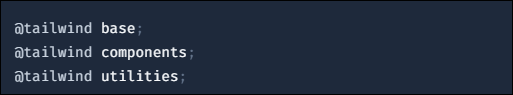 @tailwind base;
@tailwind components;
@tailwind utilities;